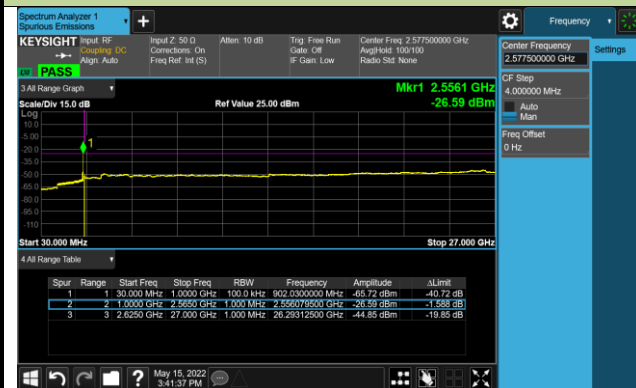 Spectrum Analyzer 1
Spurious Emissions
Frequency
KEYSIGHT
Input: RF
Coupling: DC
Align: Auto
Input Z: 50 Ω
Corrections: On
Freq Ref: Int (S)
Atten: 10 dB
Trig: Free Run
Gate: Off
IF Gain: Low
Center Freq: 2.577500000 GHz
Avg|Hold: 100/100
Radio Std: None
PASS
Center Frequency
2.577500000 GHz
Settings
CF Step
4.000000 MHz
Auto
Man
Freq Offset
0 Hz
3 All Range Graph
Mkr1 2.5561 GHz
Scale/Div 15.0 dB
Ref Value 25.00 dBm
-26.59 dBm
Log
10.0
-5.00
-20.0
-35.0
-50.0
-65.0
-80.0
-95.0
-110
1
Start 30.000 MHz
Stop 27.000 GHz
4 All Range Table
Spur Range Start Freq Stop Freq RBW Frequency Amplitude ΔLimit
1 1 30.000 MHz 1.0000 GHz 100.0 kHz 902.0300000 MHz -65.72 dBm -40.72 dB
2 2 1.0000 GHz 2.5650 GHz 1.000 MHz 2.556079500 GHz -26.59 dBm -1.588 dB
3 3 2.6250 GHz 27.000 GHz 1.000 MHz 26.29312500 GHz -44.85 dBm -19.85 dB
May 15, 2022
3:41:37 PM